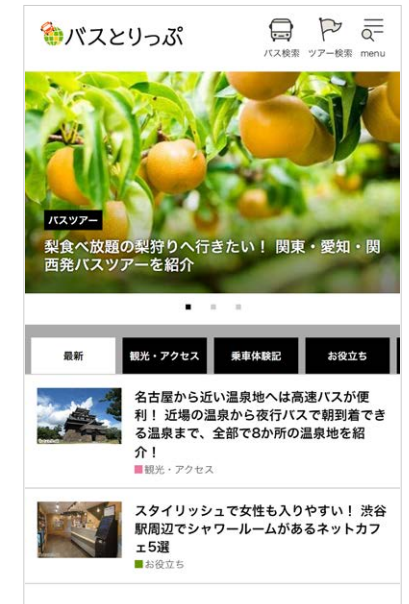 バスとりっぷ
バス検索 ツアー検索 menu
バスツアー
梨食べ放題の梨狩りへ行きたい！ 関東・愛知・関
西発バスツアーを紹介
最新 観光・アクセス 乗車体験記 お役立ち
名古屋から近い温泉地へは高速バスが便
利！ 近場の温泉から夜行バスで朝到着でき
る温泉まで、全部で8か所の温泉地を紹
介！
観光・アクセス
スタイリッシュで女性も入りやすい！ 渋谷
駅周辺でシャワールームがあるネットカフ
ェ5選
お役立ち